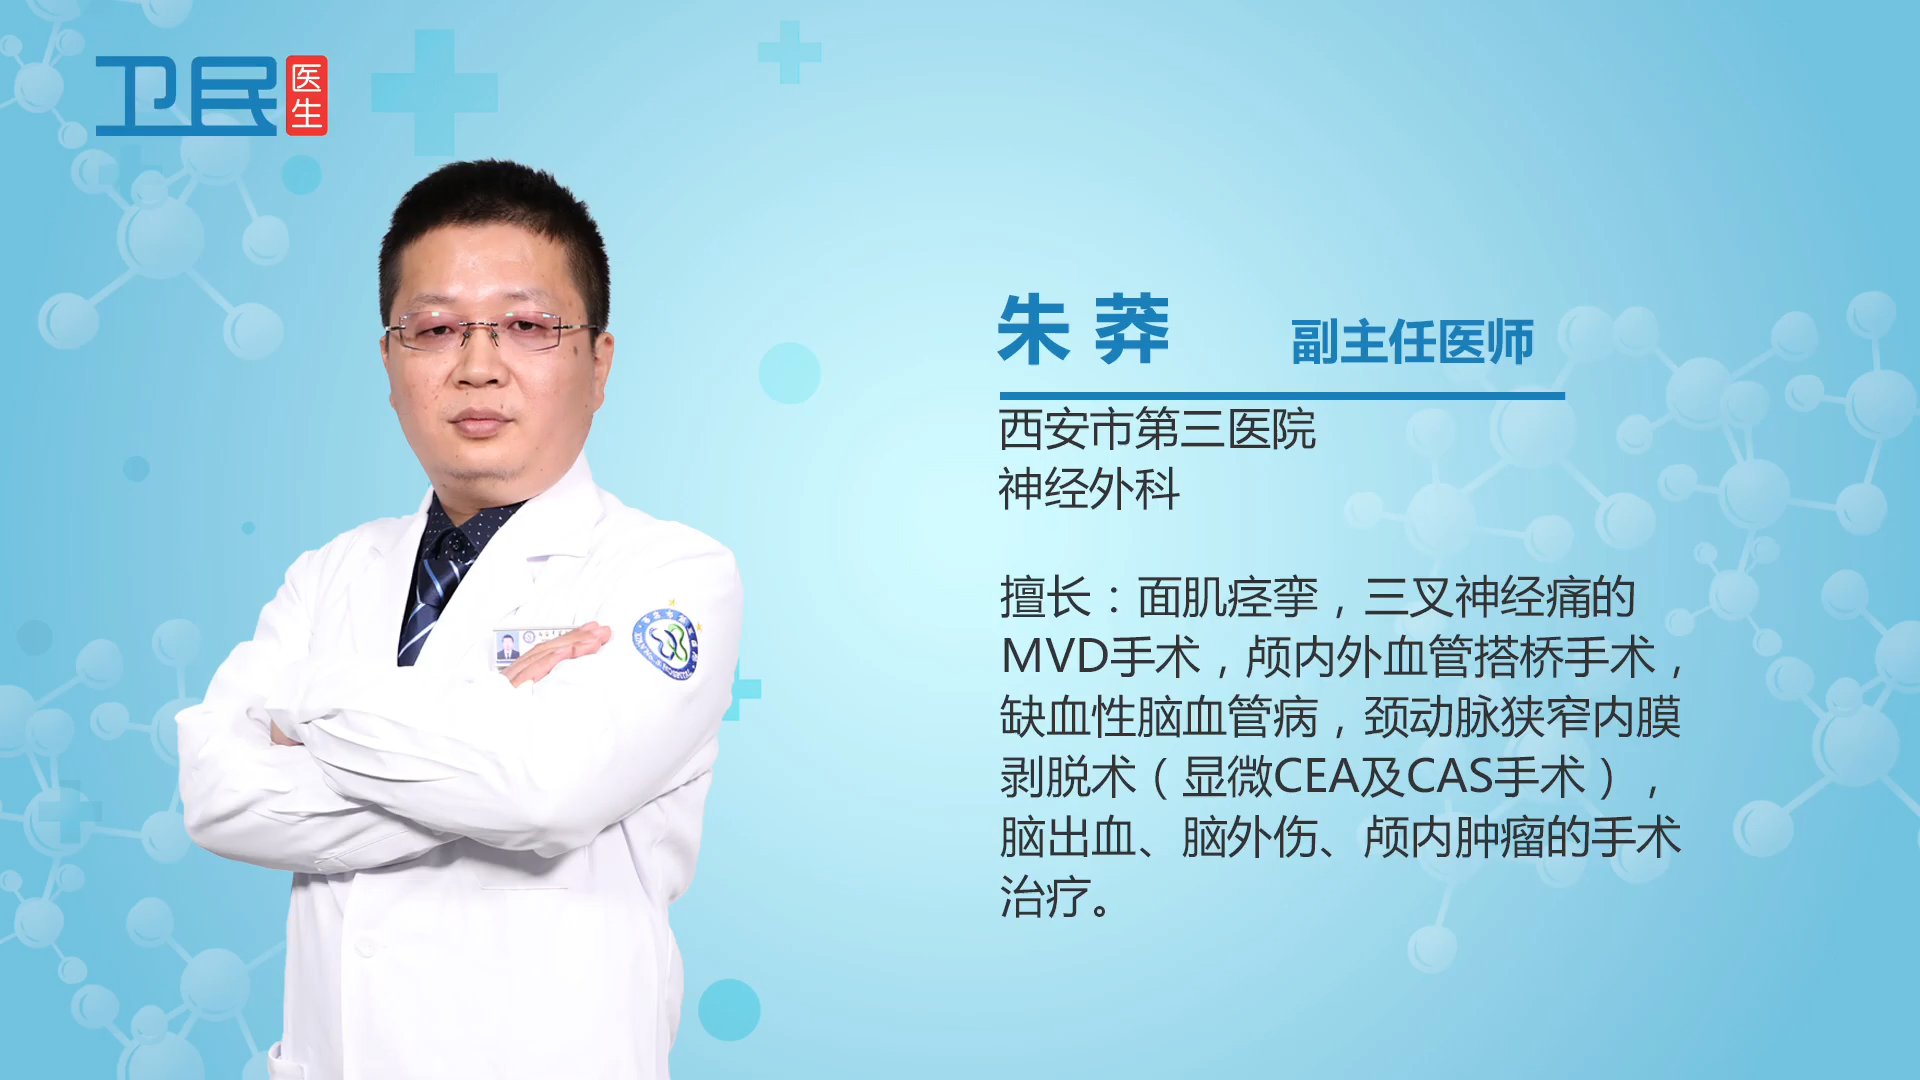 卫民医生
朱 莽 副主任医师
西安市第三医院
神经外科
擅长：面肌痉挛，三叉神经痛的
MVD手术，颅内外血管搭桥手术，
缺血性脑血管病，颈动脉狭窄内膜
剥脱术（显微CEA及CAS手术），
脑出血、脑外伤、颅内肿瘤的手术
治疗。